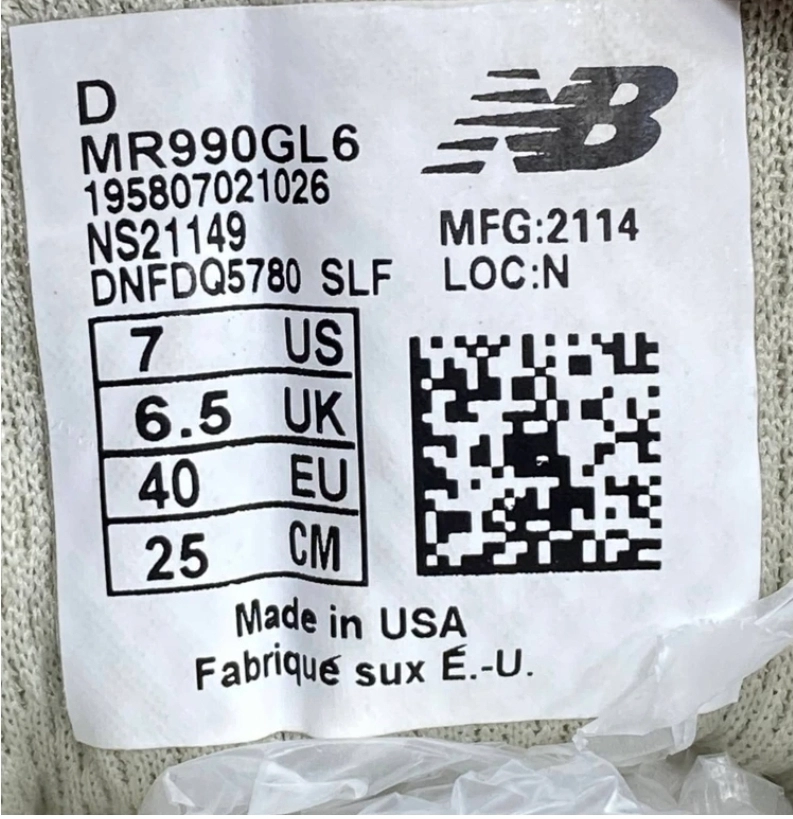 D
MR990GL6
195807021026
NS21149
DNFDQ5780 SLF
NB
MFG:2114
LOC:N
7 US
6.5 UK
40 EU
25 CM
Made in USA
Fabriqué sux É.-U.